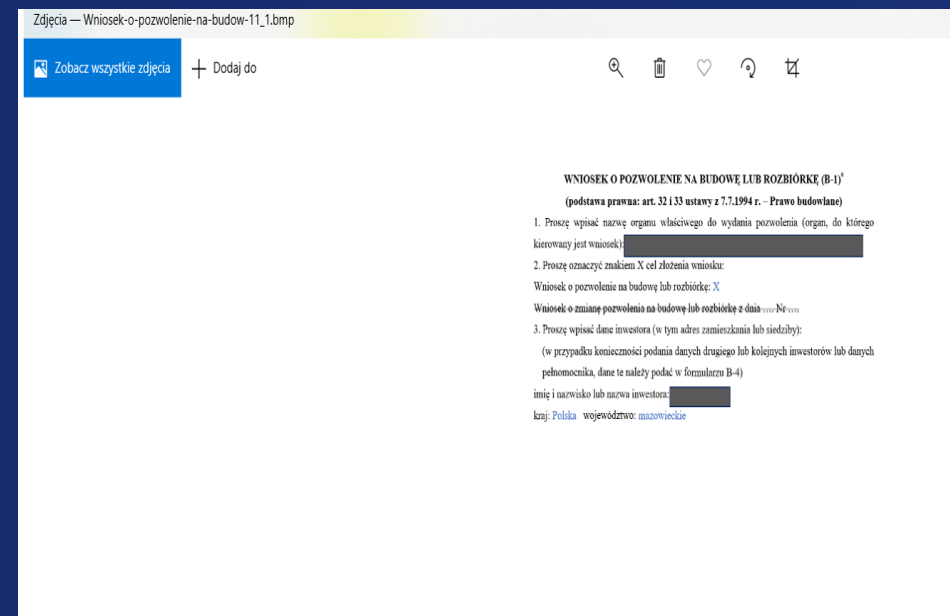 Zdjęcia — Wniosek-o-pozwolenie-na-budow-11_1.bmp
Zobacz wszystkie zdjęcia
Dodaj do
WNIOSEK O POZWOLENIE NA BUDOWĘ LUB ROZBIÓRKĘ (B-1)
(podstawa prawna: art. 32 i 33 ustawy z 7.7.1994 r. – Prawo budowlane)
1. Proszę wpisać nazwę organu właściwego do wydania pozwolenia (organ, do którego
kierowany jest wniosek):
2. Proszę oznaczyć znakiem X cel złożenia wniosku:
Wniosek o pozwolenie na budowę lub rozbiórkę: X
Wniosek o zmianę pozwolenia na budowę lub rozbiórkę z dnia ..... Nr ....
3. Proszę wpisać dane inwestora (w tym adres zamieszkania lub siedziby):
(w przypadku konieczności podania danych drugiego lub kolejnych inwestorów lub danych
pełnomocnika, dane te należy podać w formularzu B-4)
imię i nazwisko lub nazwa inwestora:
kraj: Polska województwo: mazowieckie